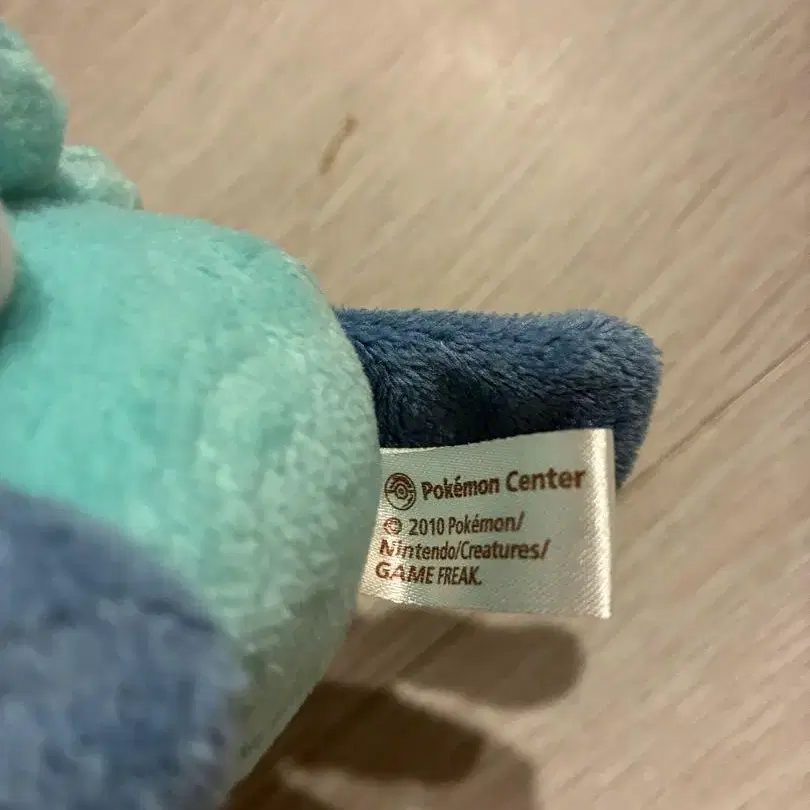 Pokémon Center
© 2010 Pokémon/
Nintendo/Creatures/
GAME FREAK.